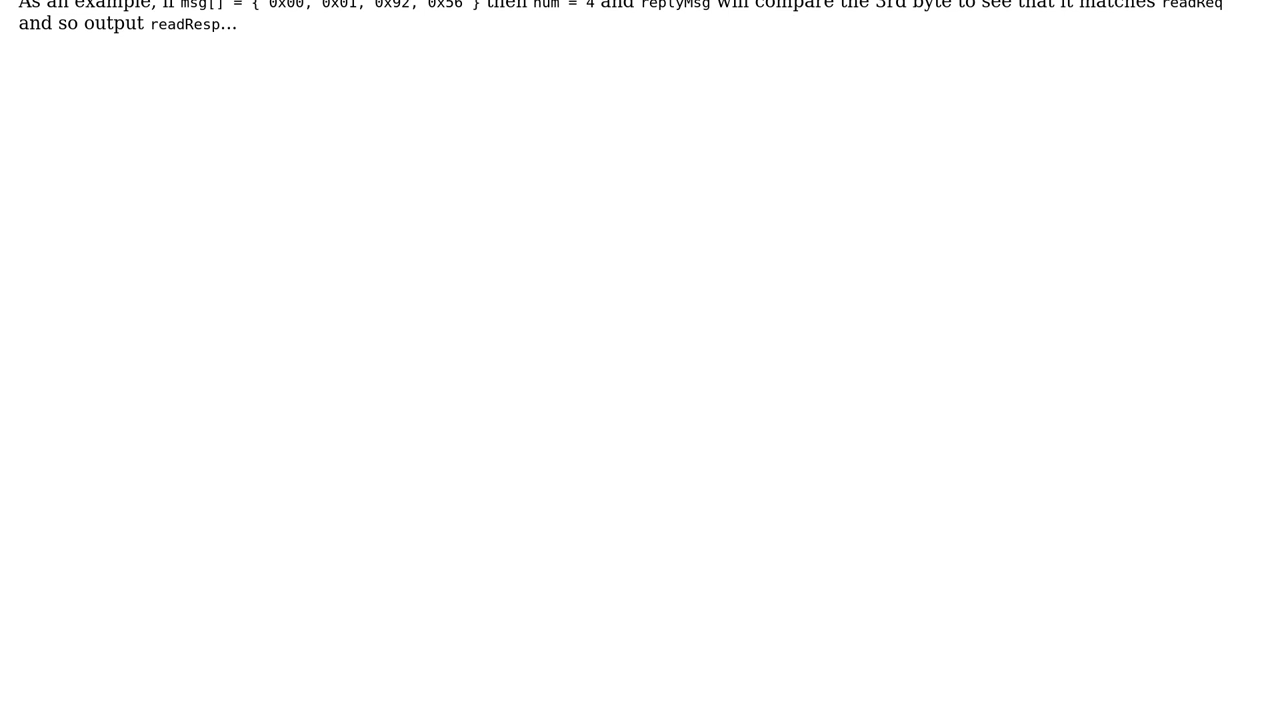 As an example, if msg[] = { 0x00, 0x01, 0x92, 0x56 } then num = 4 and replyMsg will compare the 3rd byte to see that it matches readReq
and so output readResp...